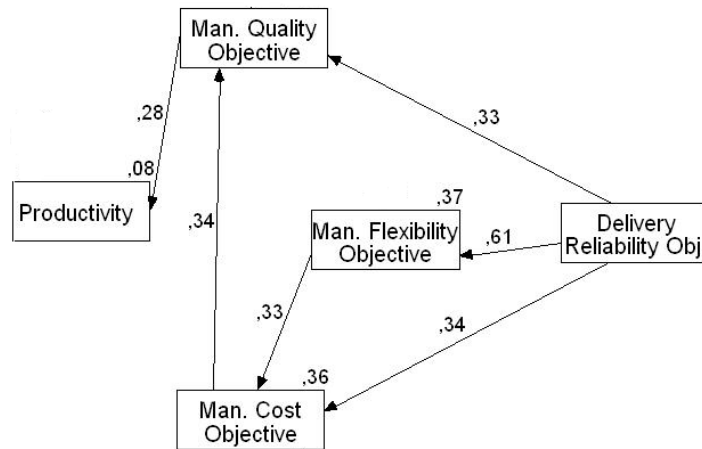 Man. Quality
Objective
,28
,33
,08
Productivity
,34
,37
Man. Flexibility
Objective
,61
Delivery
Reliability Obj
,33
,34
,36
Man. Cost
Objective